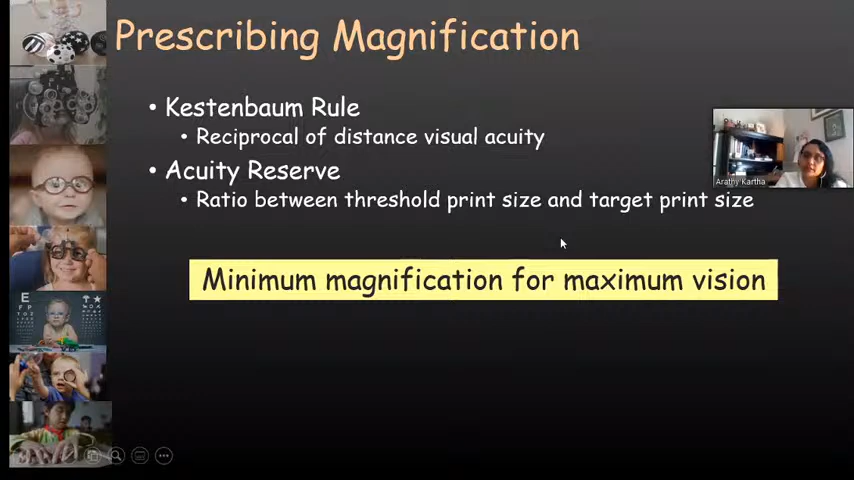 Prescribing Magnification
• Kestenbaum Rule
• Reciprocal of distance visual acuity
• Acuity Reserve
• Ratio between threshold print size and target print size
Arathy Kartha
Minimum magnification for maximum vision